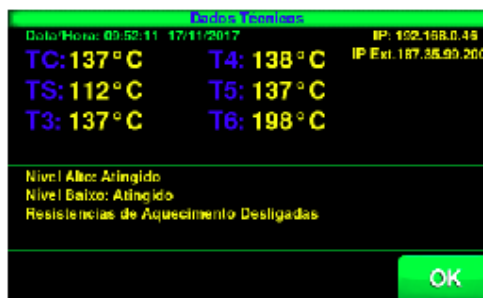 Dados Técnicos
Data/Hora: 09:52:11 17/11/2017
IP: 192.168.0.46
IP Ext.187.35.99.200
TC: 137°C
T4: 138°C
TS: 112°C
T5: 137°C
T3: 137°C
T6: 198°C
Nivel Alto: Atingido
Nivel Baixo: Atingido
Resistencias de Aquecimento Desligadas
OK